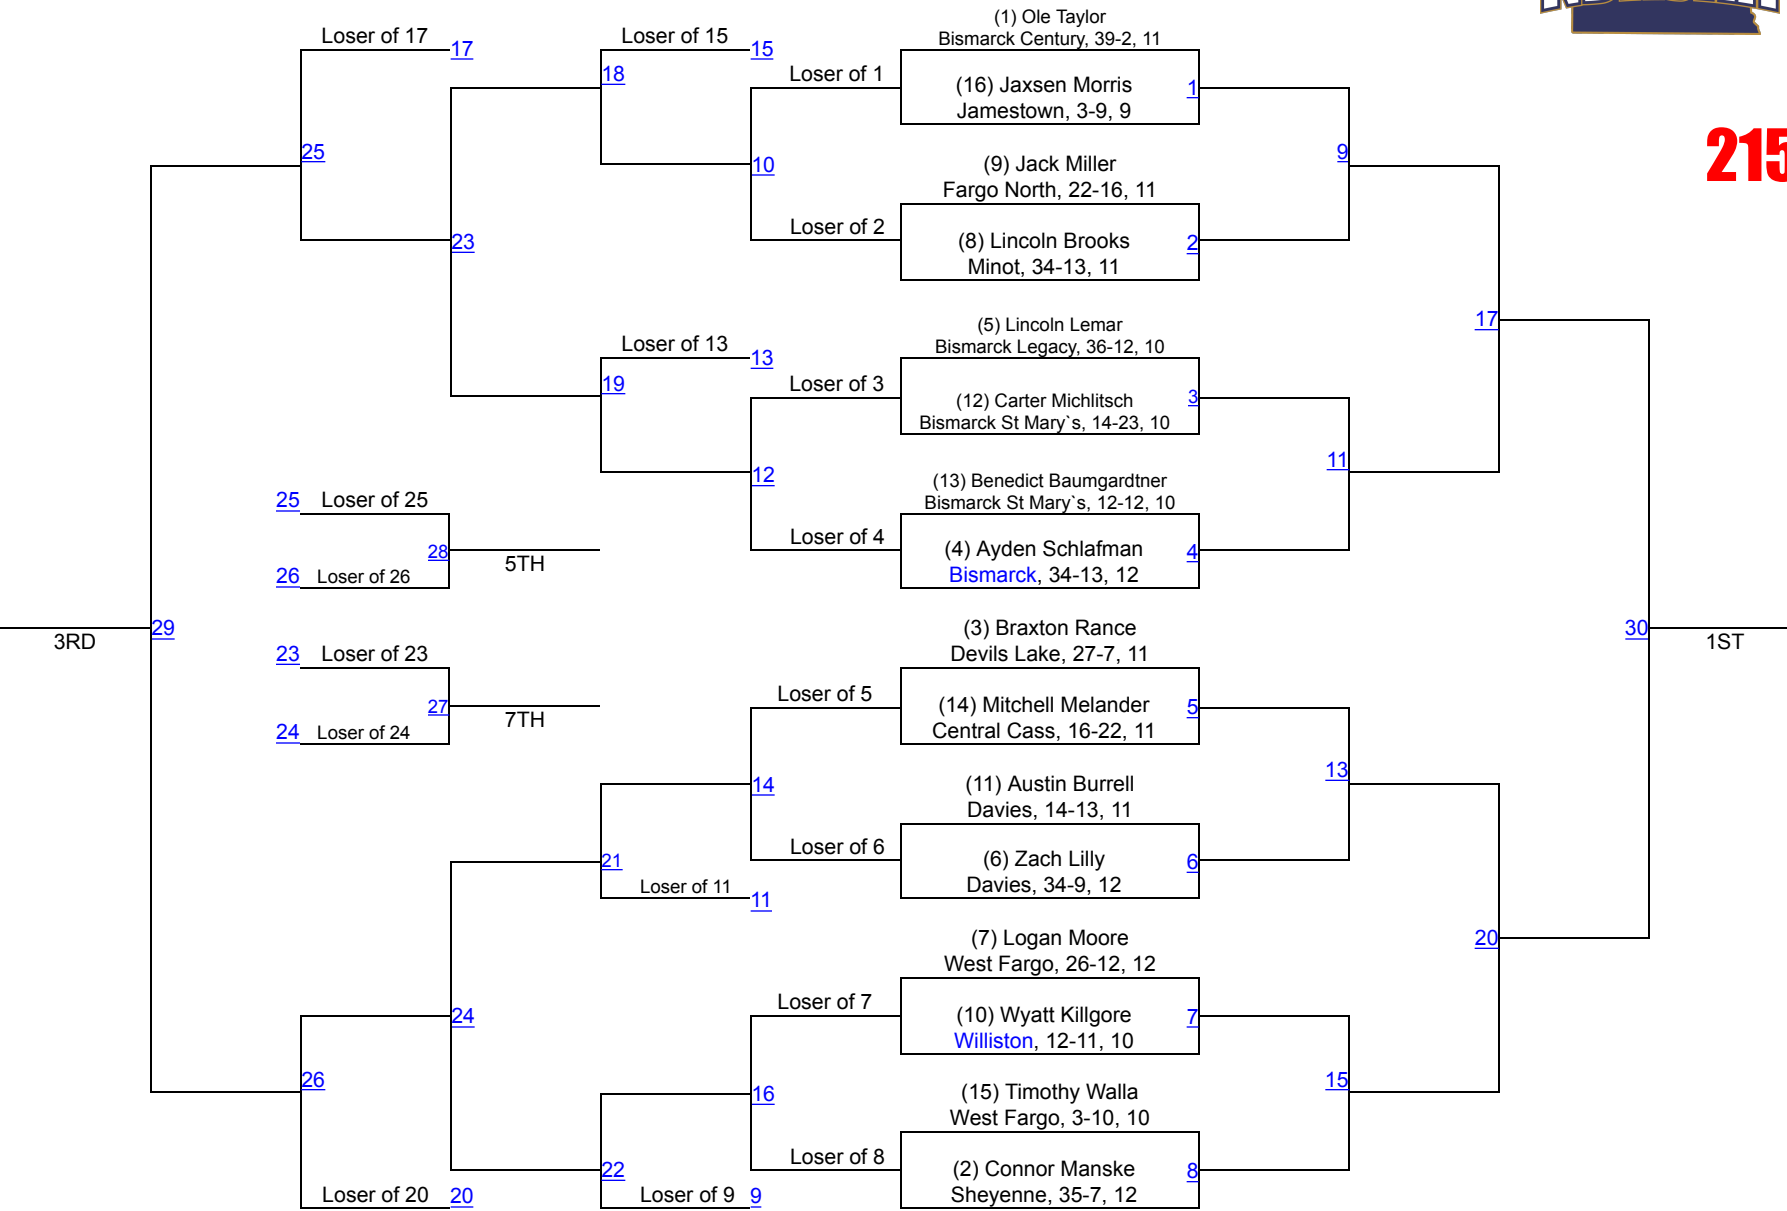 Loser of 17
17
Loser of 15
15
(1) Ole Taylor
Bismarck Century, 39-2, 11
18
Loser of 1
(16) Jaxsen Morris
Jamestown, 3-9, 9
1
215
25
10
(9) Jack Miller
Fargo North, 22-16, 11
9
23
Loser of 2
(8) Lincoln Brooks
Minot, 34-13, 11
2
17
Loser of 13
13
(5) Lincoln Lemar
Bismarck Legacy, 36-12, 10
19
Loser of 3
(12) Carter Michlitsch
Bismarck St Mary`s, 14-23, 10
3
12
(13) Benedict Baumgardtner
Bismarck St Mary`s, 12-12, 10
11
25
Loser of 25
28
5TH
26
Loser of 26
Loser of 4
(4) Ayden Schlafman
Bismarck, 34-13, 12
4
3RD
29
(3) Braxton Rance
Devils Lake, 27-7, 11
30
1ST
23
Loser of 23
27
7TH
24
Loser of 24
Loser of 5
(14) Mitchell Melander
Central Cass, 16-22, 11
5
14
(11) Austin Burrell
Davies, 14-13, 11
13
21
Loser of 6
(6) Zach Lilly
Davies, 34-9, 12
6
Loser of 11
11
(7) Logan Moore
West Fargo, 26-12, 12
20
24
Loser of 7
(10) Wyatt Killgore
Williston, 12-11, 10
7
26
16
(15) Timothy Walla
West Fargo, 3-10, 10
15
22
Loser of 8
(2) Connor Manske
Sheyenne, 35-7, 12
8
Loser of 20
20
Loser of 9
9